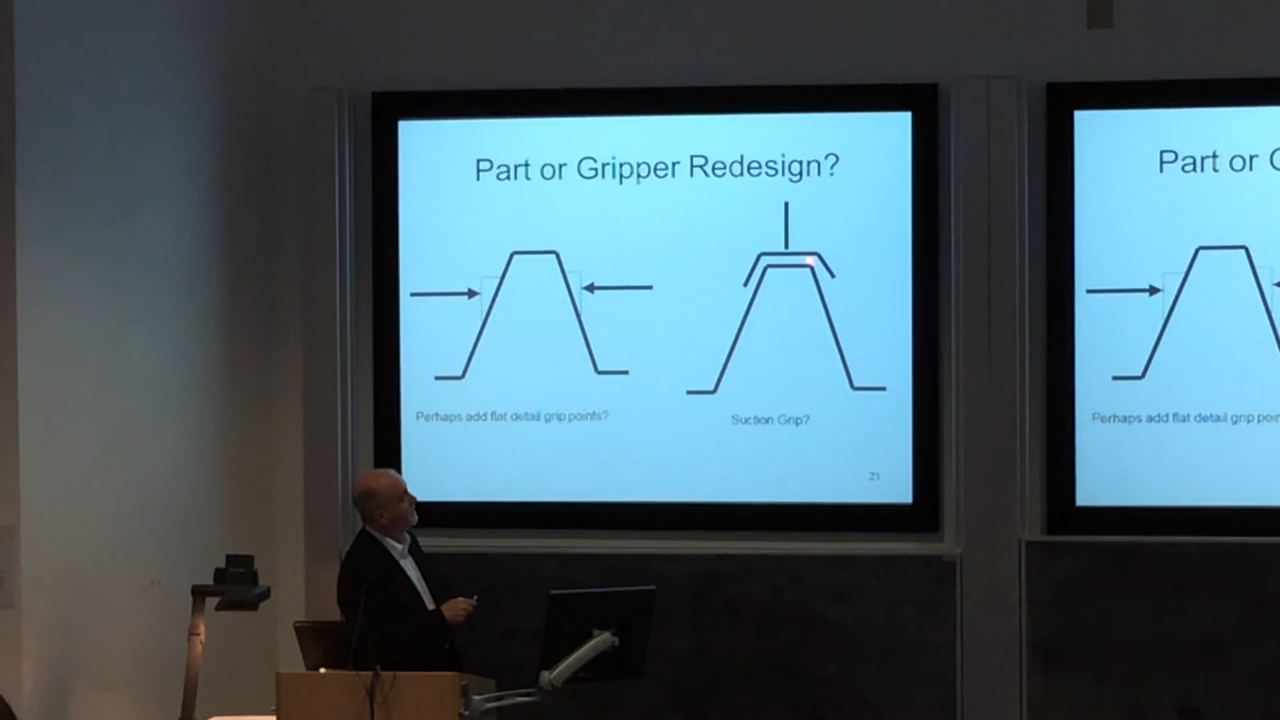 Part or Gripper Redesign?
Perhaps add flat detail grip points?
Suction Grip?
21
Part or
Perhaps add flat detail grip